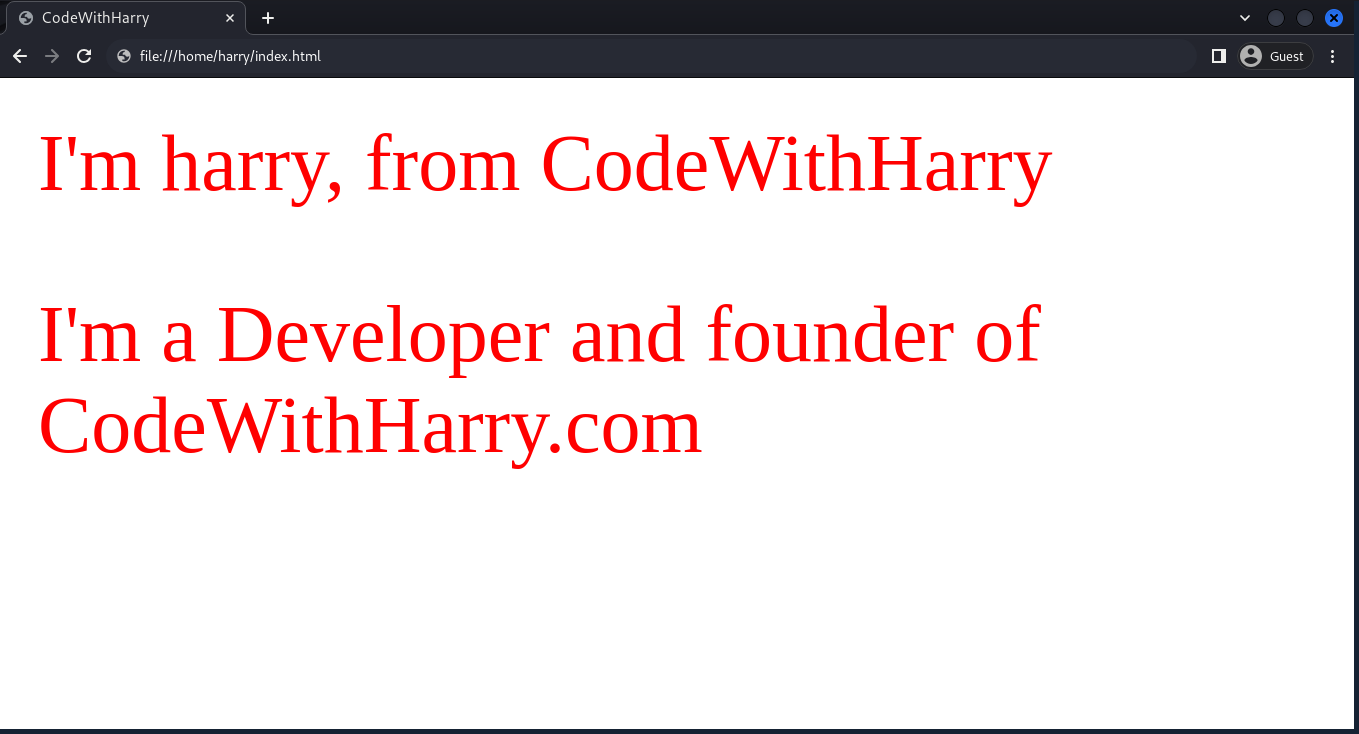 CodeWithHarry
file:///home/harry/index.html
Guest
I'm harry, from CodeWithHarry
I'm a Developer and founder of
CodeWithHarry.com